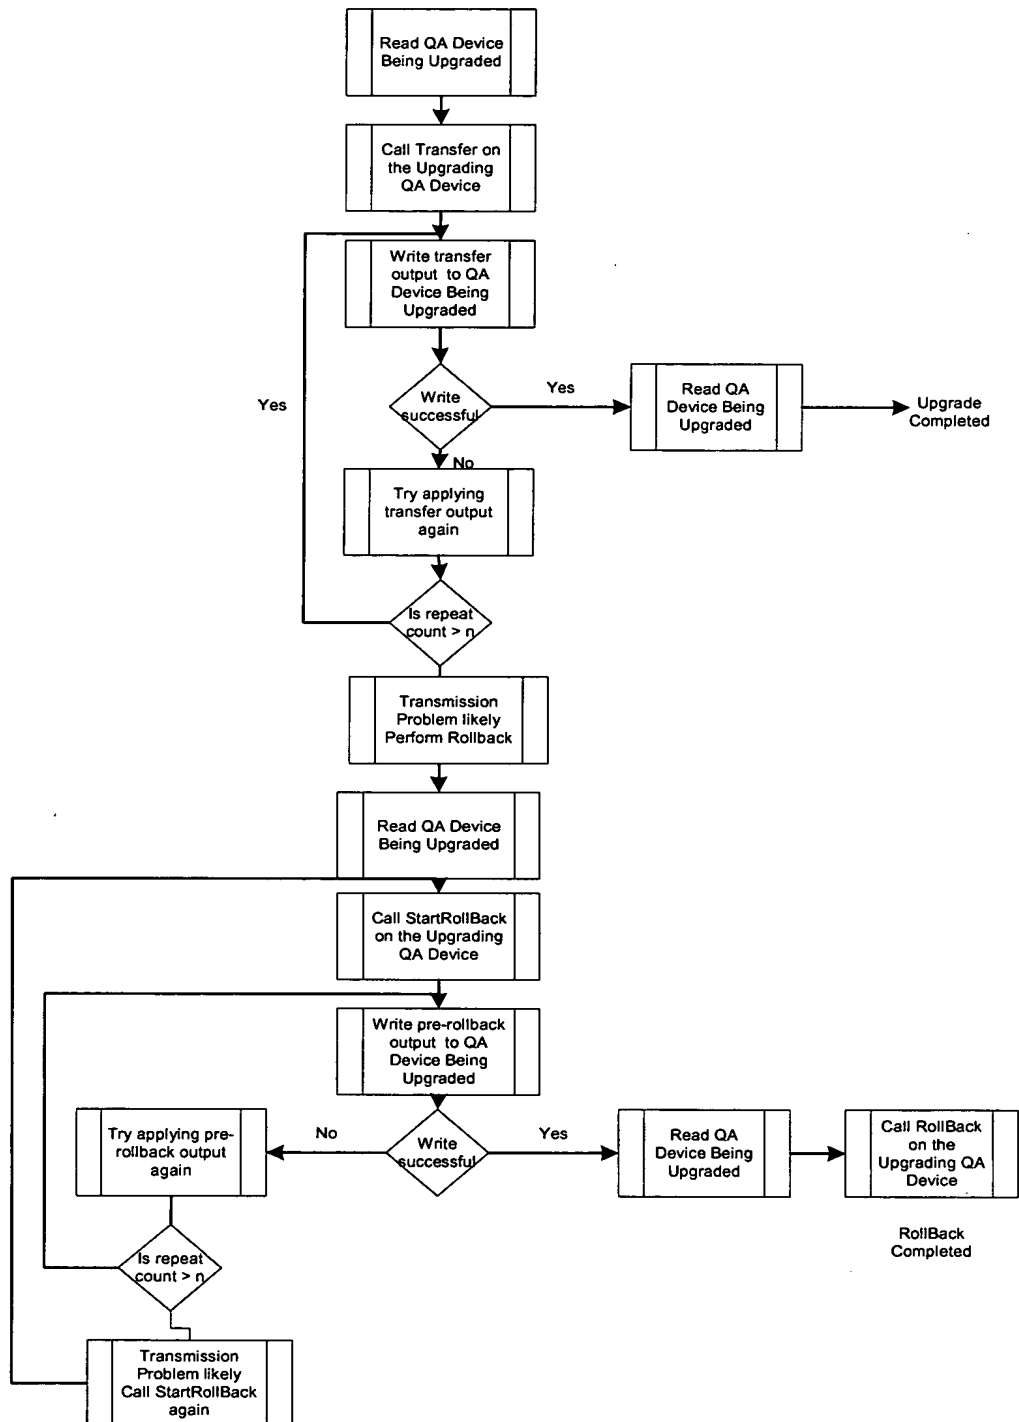 Read QA Device
Being Upgraded
Call Transfer on
the Upgrading
QA Device
Write transfer
output to QA
Device Being
Upgraded
Yes
Write
successful
Yes
Read QA
Device Being
Upgraded
Upgrade
Completed
No
Try applying
transfer output
again
Is repeat
count > n
Transmission
Problem likely
Perform Rollback
Read QA Device
Being Upgraded
Call StartRollBack
on the Upgrading
QA Device
Write pre-rollback
output to QA
Device Being
Upgraded
Try applying pre-
rollback output
again
No
Write
successful
Yes
Read QA
Device Being
Upgraded
Call RollBack
on the
Upgrading QA
Device
RollBack
Completed
Is repeat
count > n
Transmission
Problem likely
Call StartRollBack
again